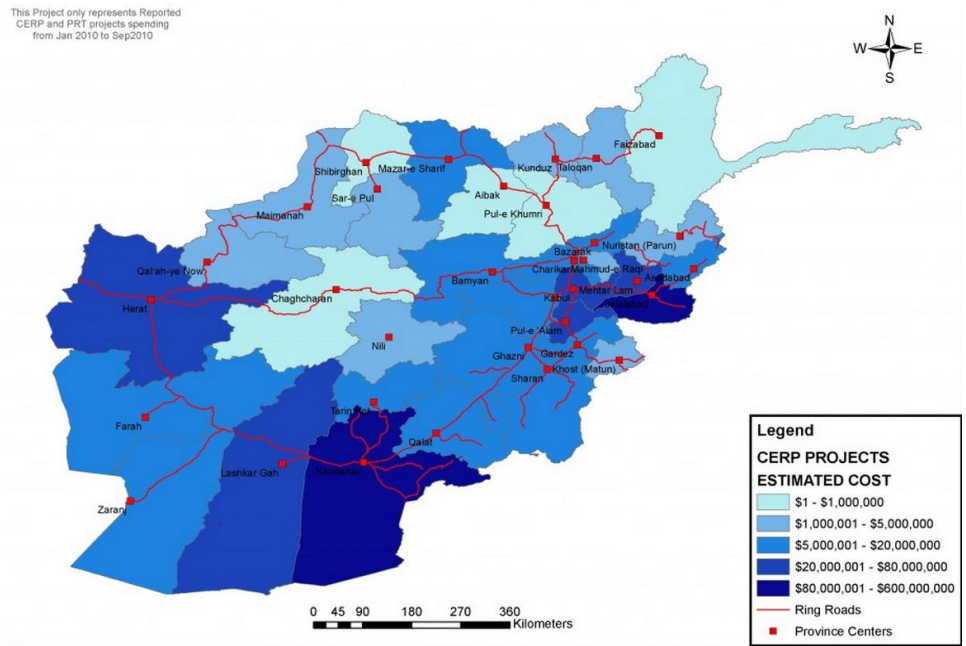 This Project only represents Reported
CERP and PRT projects spending
from Jan 2010 to Sep2010
N
W E
S
Faizabad
Kunduz Taloqan
Shibirghan
Mazar-e Sharif
Sar-e Pul
Aibak
Maimanah
Pul-e Khumri
Nuristan (Parun)
Bazarak
Qal'ah-ye Now
Charikar Mahmud-e Raqi
Asadabad
Bamyan
Chaghcharan
Mehtar Lam
Kabul
Jalalabad
Herat
Pul-e 'Alam
Nili
Ghazni
Gardez
Khost (Matun)
Sharan
Farah
Qalat
Lashkar Gah
Kandahar
Zaranj
Legend
CERP PROJECTS
ESTIMATED COST
$1 - $1,000,000
$1,000,001 - $5,000,000
$5,000,001 - $20,000,000
$20,000,001 - $80,000,000
$80,000,001 - $600,000,000
Ring Roads
Province Centers
0 45 90 180 270 360
Kilometers